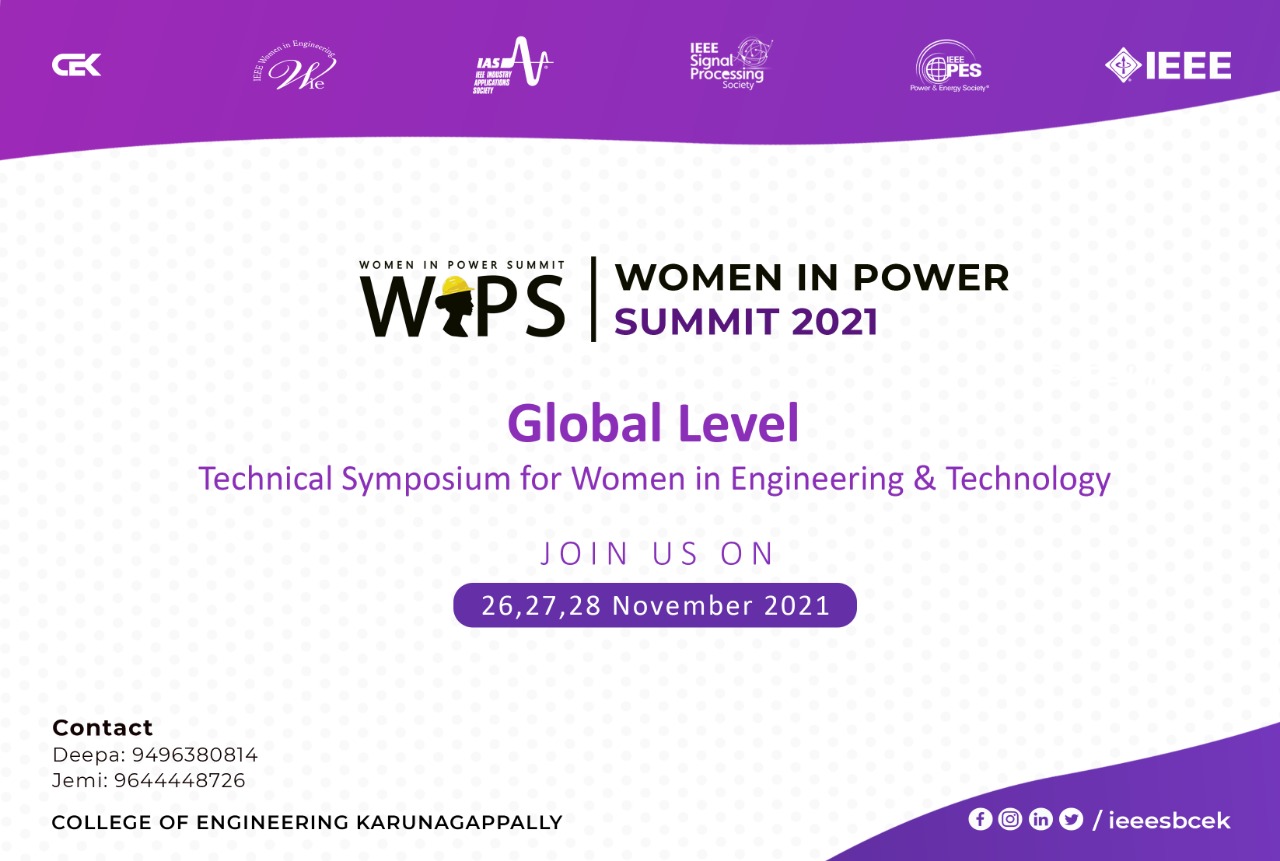 CEK
IEEE Women in Engineering
Wie
IAS
IEEE INDUSTRY
APPLICATIONS
SOCIETY
IEEE
Signal
Processing
Society
IEEE
PES
Power & Energy Society®
IEEE
WOMEN IN POWER SUMMIT
W PS
WOMEN IN POWER
SUMMIT 2021
Global Level
Technical Symposium for Women in Engineering & Technology
JOIN US ON
26,27,28 November 2021
Contact
Deepa: 9496380814
Jemi: 9644448726
COLLEGE OF ENGINEERING KARUNAGAPPALLY
/ ieeesbcek